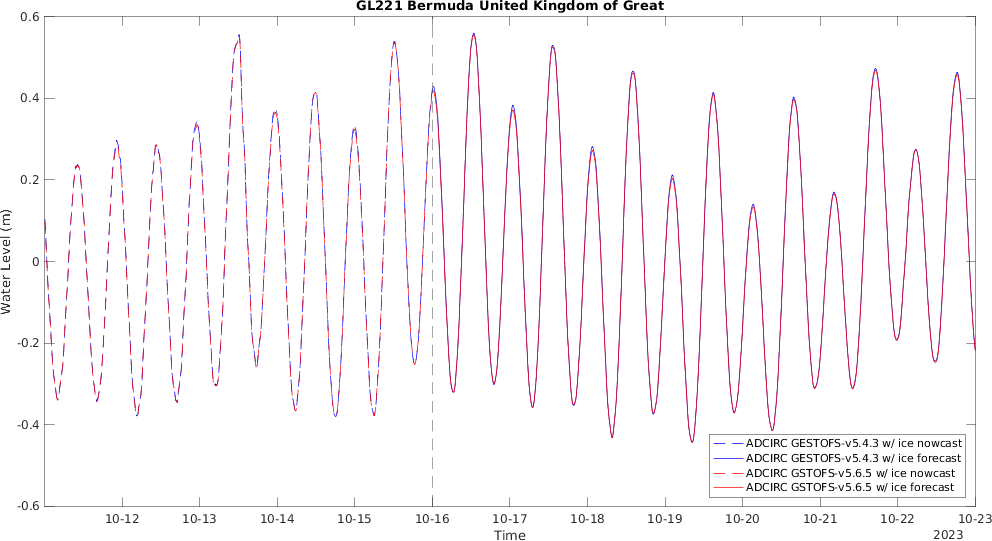 GL221 Bermuda United Kingdom of Great
0.6
0.4
0.2
0
-0.2
-0.4
-0.6
Water Level (m)
ADCIRC GESTOFS-v5.4.3 w/ ice nowcast
ADCIRC GESTOFS-v5.4.3 w/ ice forecast
ADCIRC GSTOFS-v5.6.5 w/ ice nowcast
ADCIRC GSTOFS-v5.6.5 w/ ice forecast
10-12 10-13 10-14 10-15 10-16 10-17 10-18 10-19 10-20 10-21 10-22 10-23
Time
2023